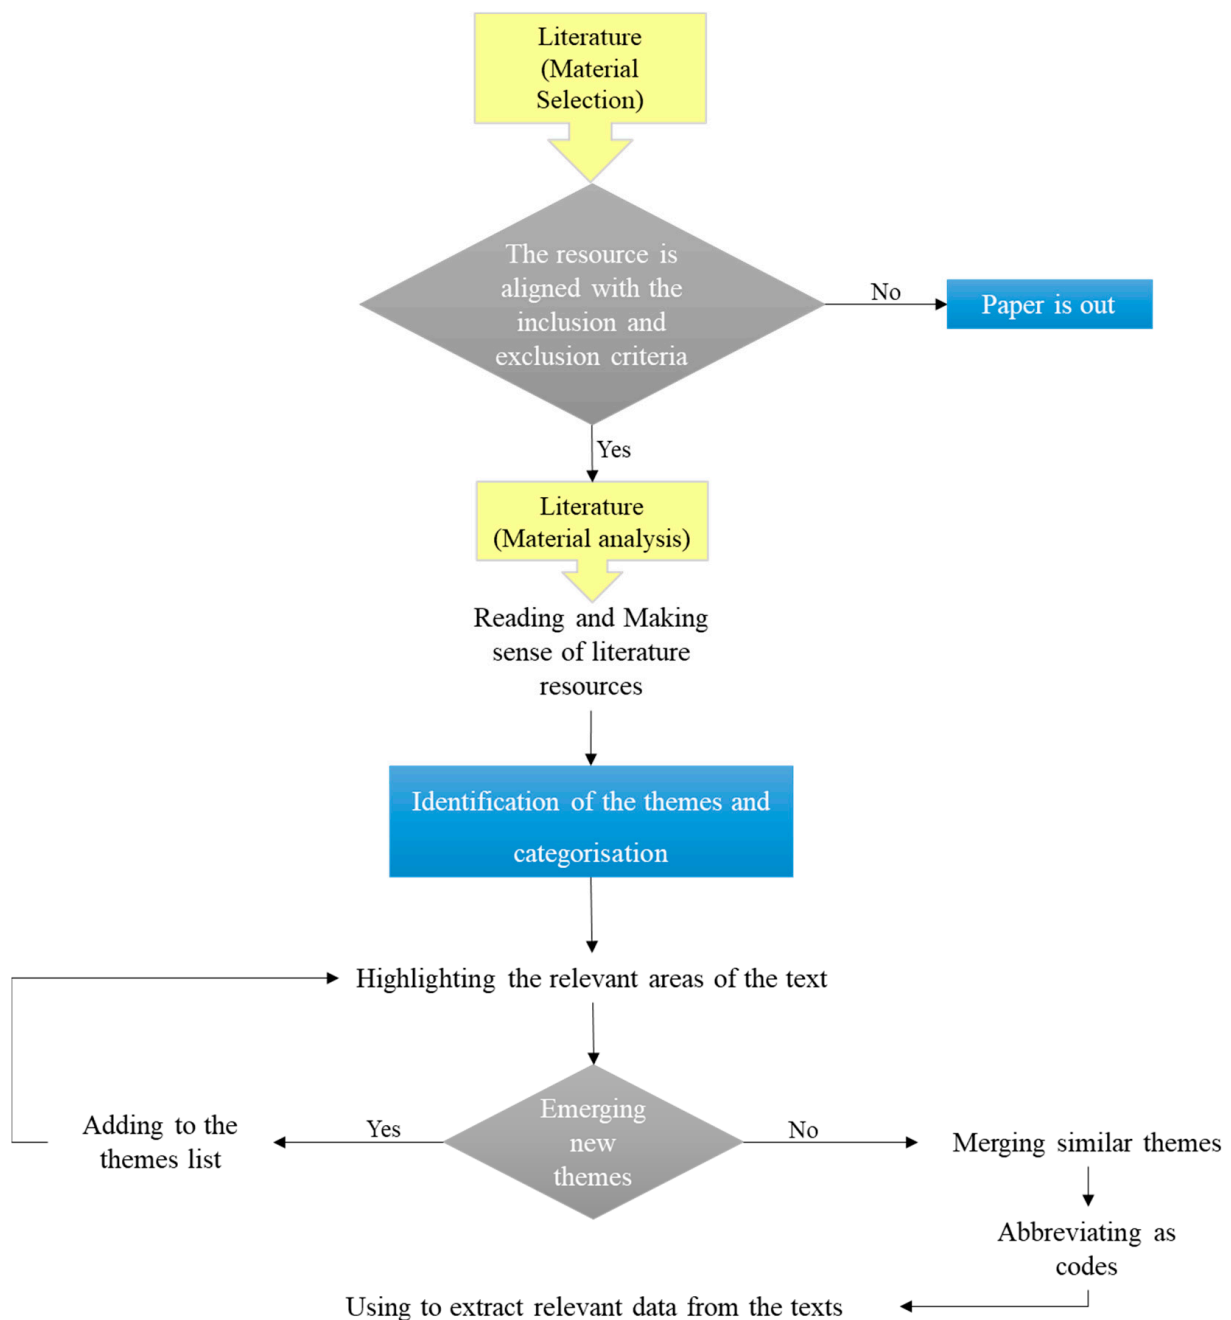 Literature
(Material
Selection)
The resource is
aligned with the
inclusion and
exclusion criteria
No
Paper is out
Yes
Literature
(Material analysis)
Reading and Making
sense of literature
resources
Identification of the themes and
categorisation
Highlighting the relevant areas of the text
Emerging
new
themes
Yes
Adding to the
themes list
No
Merging similar themes
Abbreviating as
codes
Using to extract relevant data from the texts